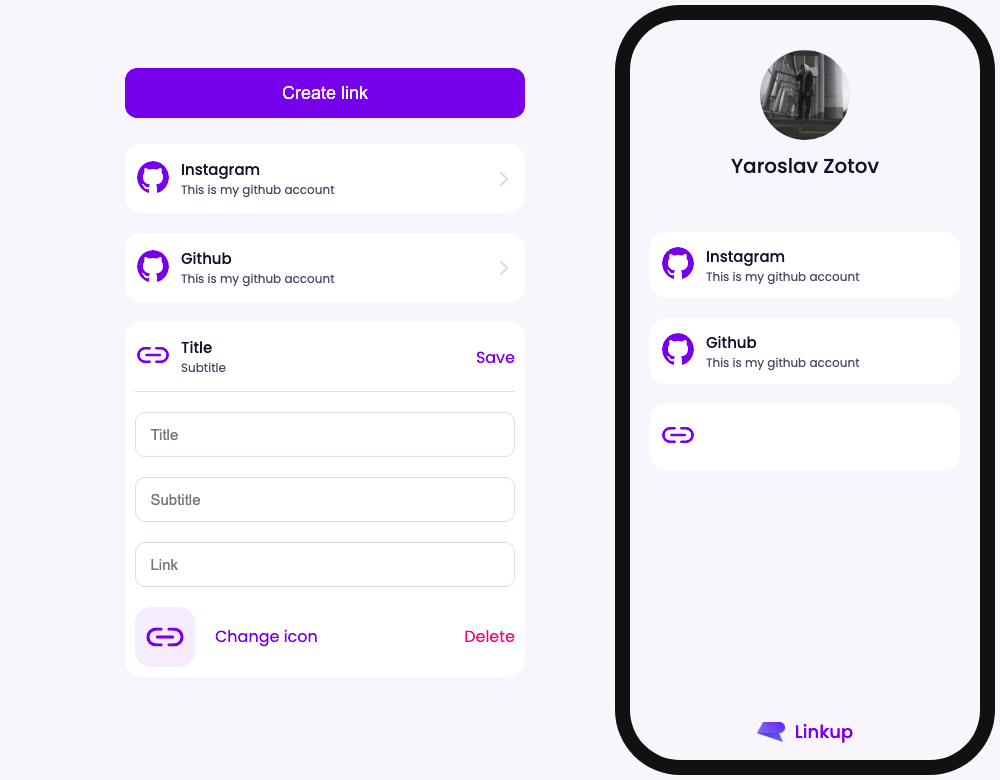 Create link
Instagram
This is my github account
Github
This is my github account
Title
Subtitle
Save
Title
Subtitle
Link
Change icon
Delete
Yaroslav Zotov
Instagram
This is my github account
Github
This is my github account
Linkup